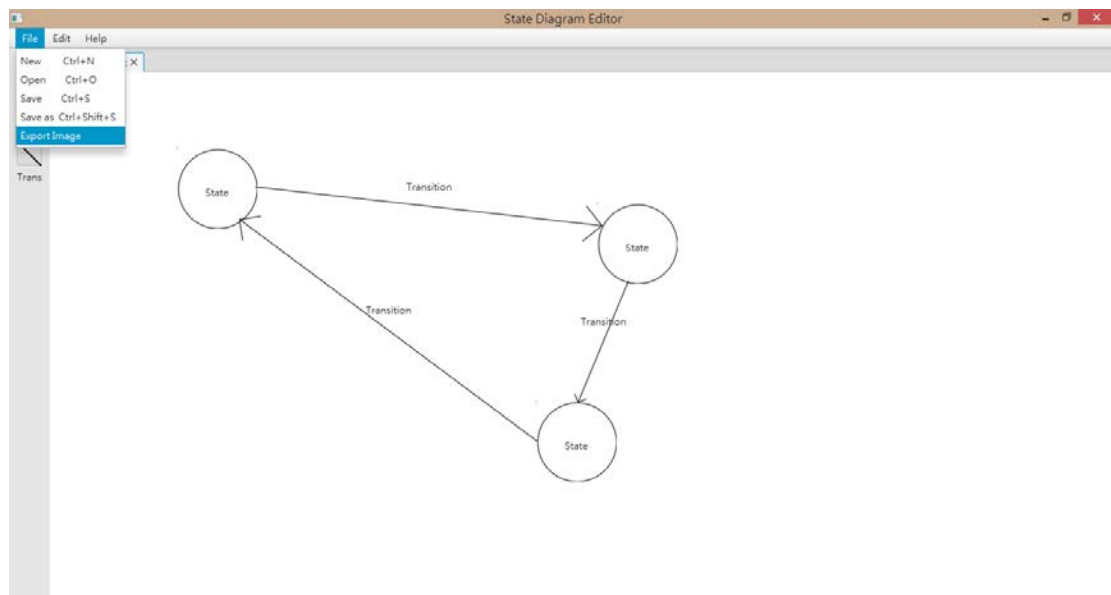 State Diagram Editor
File Edit Help
New Ctrl+N
Open Ctrl+O
Save Ctrl+S
Save as Ctrl+Shift+S
Export Image
Trans
State
Transition
State
Transition
Transition
State